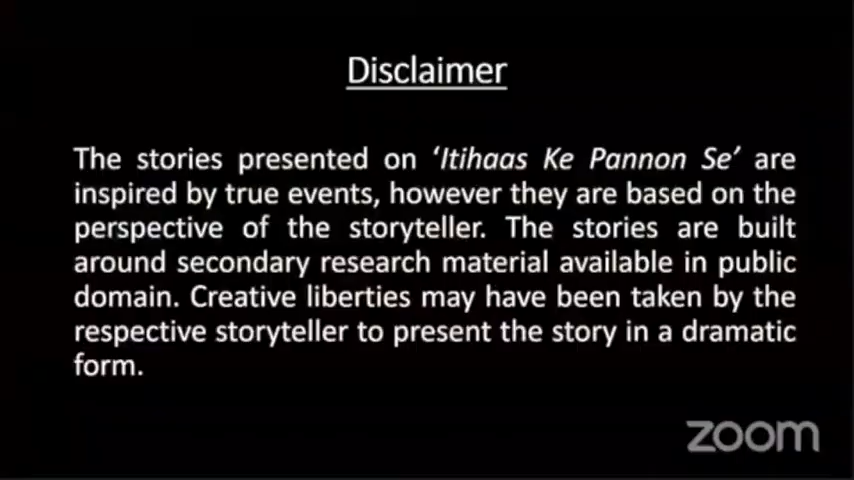 Disclaimer
The stories presented on ‘Itihaas Ke Pannon Se’ are
inspired by true events, however they are based on the
perspective of the storyteller. The stories are built
around secondary research material available in public
domain. Creative liberties may have been taken by the
respective storyteller to present the story in a dramatic
form.
zoom